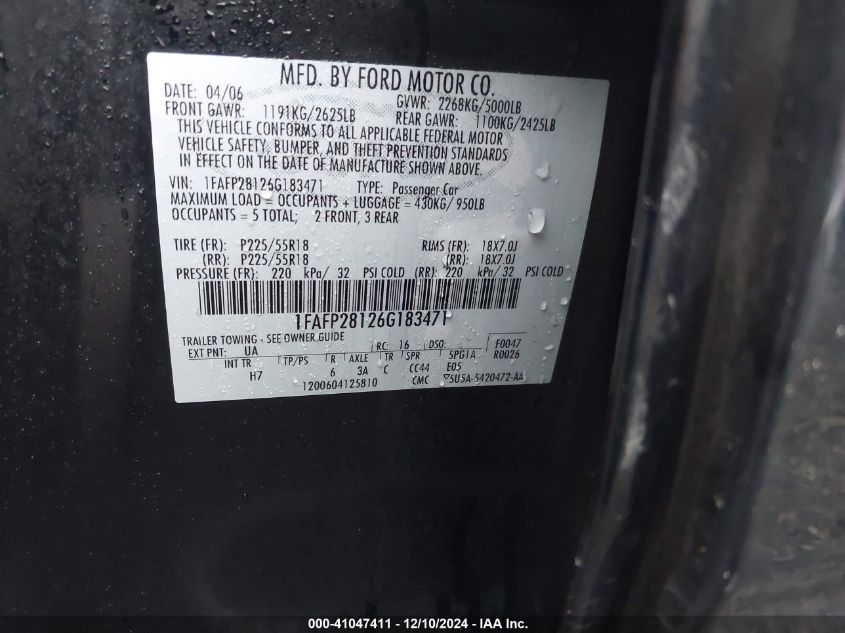 MFD. BY FORD MOTOR CO.
DATE: 04/06 GVWR: 2268KG/5000LB
FRONT GAWR: 1191KG/2625LB REAR GAWR: 1100KG/2425LB
THIS VEHICLE CONFORMS TO ALL APPLICABLE FEDERAL MOTOR
VEHICLE SAFETY, BUMPER, AND THEFT PREVENTION STANDARDS
IN EFFECT ON THE DATE OF MANUFACTURE SHOWN ABOVE.
VIN: 1FAFP28126G183471 TYPE: Passenger Car
MAXIMUM LOAD = OCCUPANTS + LUGGAGE = 430KG/ 950LB
OCCUPANTS = 5 TOTAL; 2 FRONT, 3 REAR
TIRE (FR): P225/55R18 RIMS (FR): 18X7.0J
(RR): P225/55R18 (RR): 18X7.0J
PRESSURE (FR): 220 kPa/ 32 PSI COLD (RR): 220 kPa/ 32 PSI COLD
1FAFP28126G183471
TRAILER TOWING - SEE OWNER GUIDE F0047
EXT PNT: UA RC: 16 DSO: R0026
INT TR TP/PS R AXLE TR SPR 5PG1A
H7 6 3A C CC44 E05
1200604125810 CMC ▽5U5A-5420472-AA
000-41047411 - 12/10/2024 - IAA Inc.